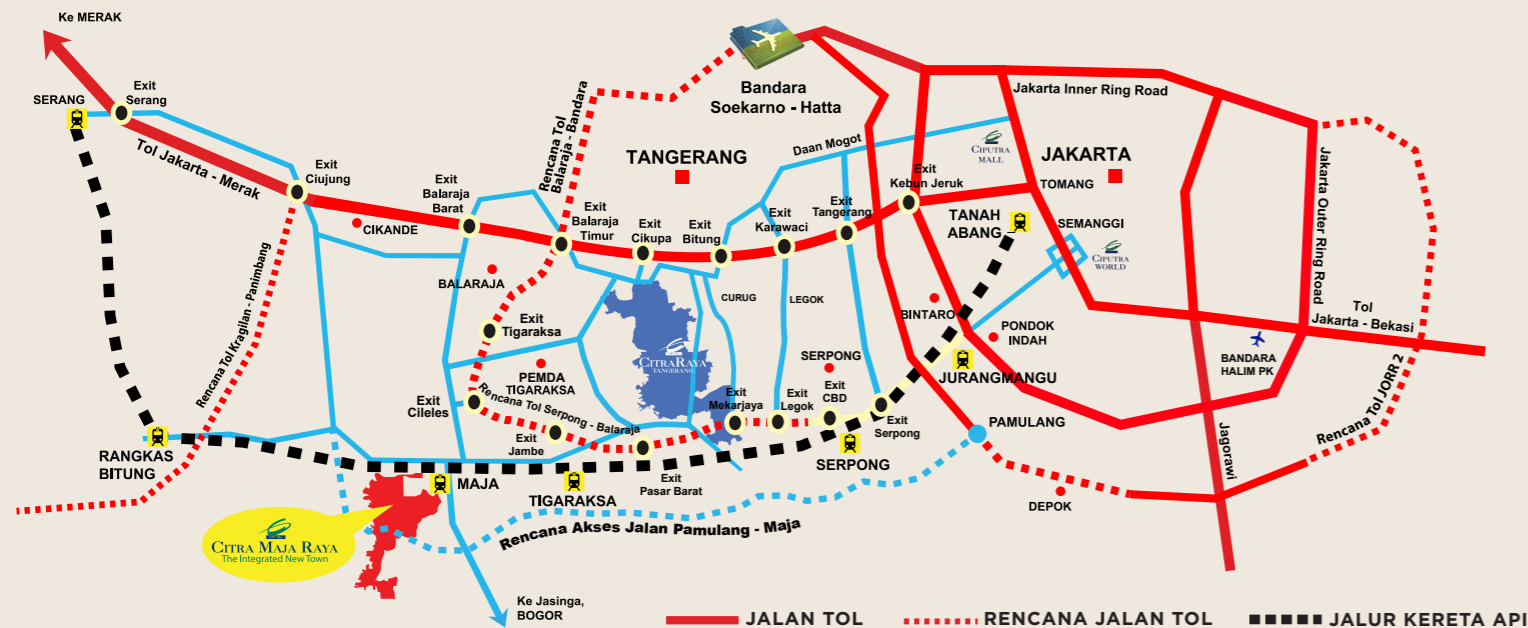 Ke MERAK
SERANG
Exit
Serang
Tol Jakarta - Merak
Exit
Ciujung
Rencana Tol Kragilan - Panimbang
CIKANDE
Exit
Balaraja
Barat
BALARAJA
Rencana Tol
Balaraja - Bandara
Exit
Balaraja
Timur
Exit
Cikupa
Exit
Bitung
Exit
Karawaci
Exit
Tangerang
Exit
Kebun Jeruk
TANGERANG
Bandara
Soekarno - Hatta
Daan Mogot
Jakarta Inner Ring Road
CIPUTRA
MALL
JAKARTA
TOMANG
TANAH
ABANG
SEMANGGI
CIPUTRA
WORLD
Jakarta Outer Ring Road
Tol
Jakarta - Bekasi
BANDARA
HALIM PK
Rencana Tol JORR 2
Jagorawi
BINTARO
PONDOK
INDAH
JURANGMANGU
PAMULANG
DEPOK
CURUG
LEGOK
SERPONG
CITRARAYA
TANGERANG
Exit
Tigaraksa
PEMDA
TIGARAKSA
Exit
Cileles
Rencana Tol Serpong - Balaraja
Exit
Jambe
Exit
Pasar Barat
Exit
Mekarjaya
Exit
Legok
Exit
CBD
Exit
Serpong
SERPONG
RANGKAS
BITUNG
MAJA
TIGARAKSA
Rencana Akses Jalan Pamulang - Maja
CITRA MAJA RAYA
The Integrated New Town
Ke Jasinga,
BOGOR
JALAN TOL
RENCANA JALAN TOL
JALUR KERETA API